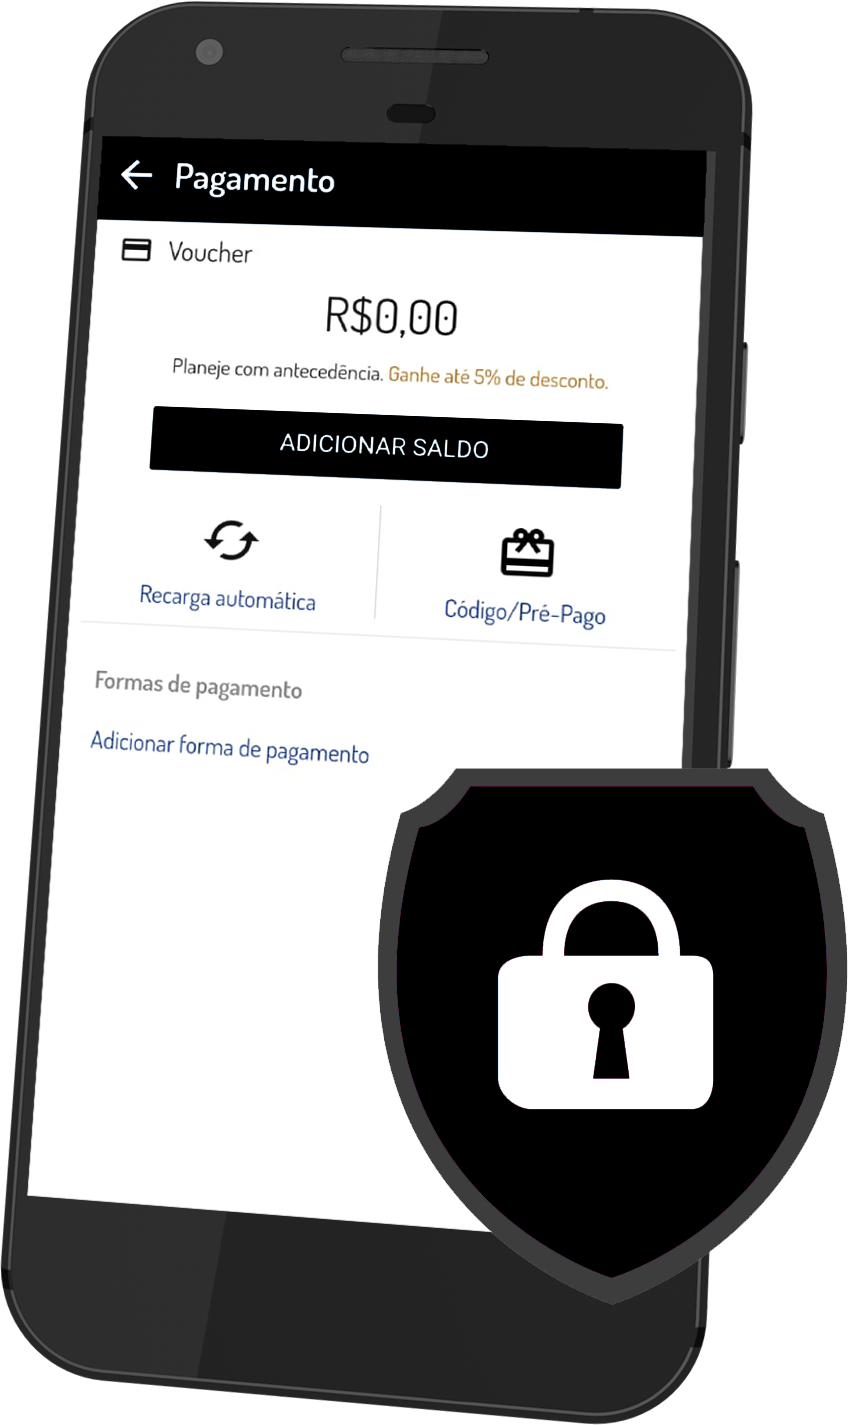 Pagamento
Voucher
R$0,00
Planeje com antecedência. Ganhe até 5% de desconto.
ADICIONAR SALDO
Recarga automática
Código/Pré-Pago
Formas de pagamento
Adicionar forma de pagamento